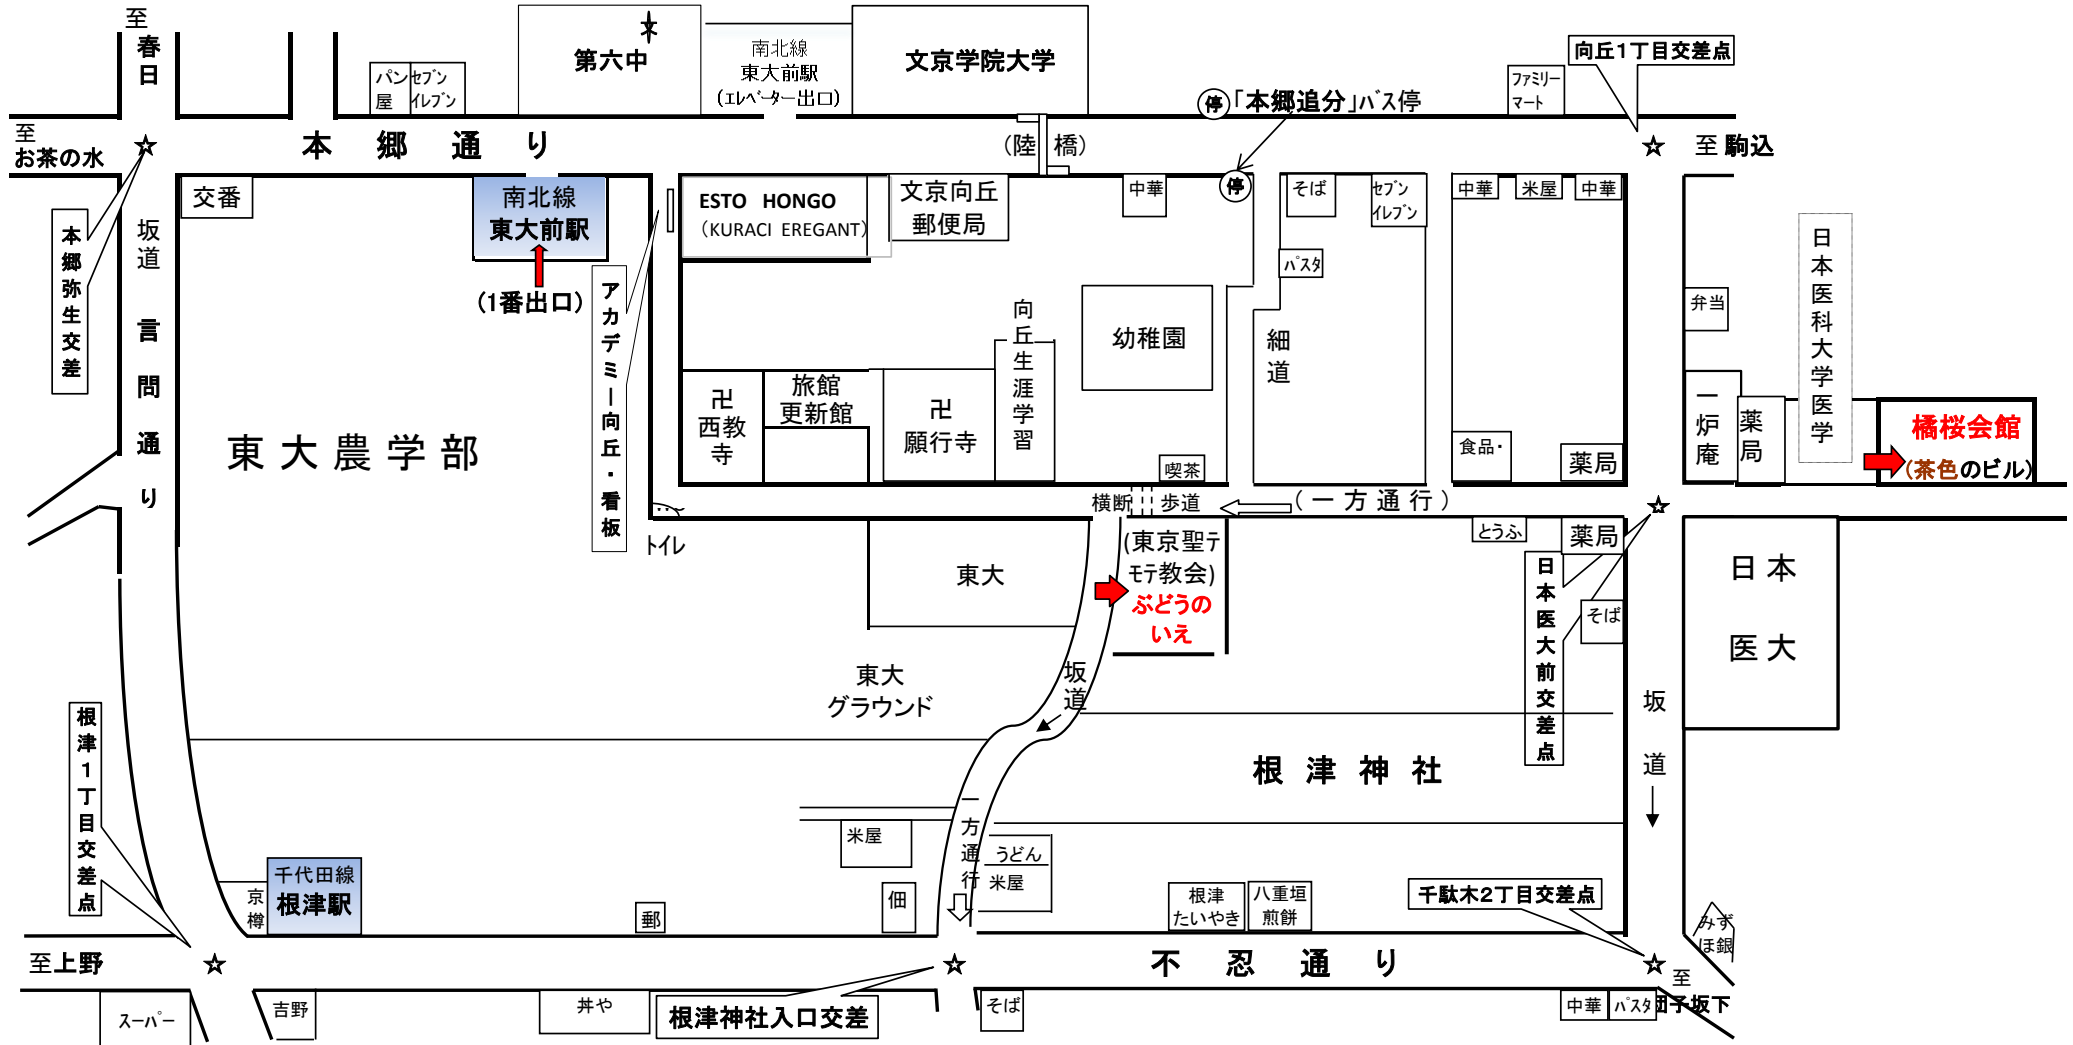 至
春
日
第六中
南北線
東大前駅
(ｴﾚﾍﾞｰﾀｰ出口)
文京学院大学
向丘1丁目交差点
パン
屋
ｾﾌﾞﾝ
ｲﾚﾌﾞﾝ
ﾌｧﾐﾘｰ
ﾏｰﾄ
停
「本郷追分」ﾊﾞｽ停
至
お茶の水
本 郷 通 り
(陸 橋)
至 駒込
交番
南北線
東大前駅
(1番出口)
ESTO HONGO
(KURACI EREGANT)
文京向丘
郵便局
中華
停
そば
ｾﾌﾞﾝ
ｲﾚﾌﾞﾝ
中華
米屋
中華
本郷弥生交差
坂道
言問通り
アカデミー向丘・看板
向丘生涯学習
幼稚園
ﾊﾟｽﾀ
細道
弁当
日本医科大学医学
東大農学部
卍
西教
寺
旅館
更新館
卍
願行寺
喫茶
食品・
薬局
一炉庵
薬局
橘桜会館
(茶色のビル)
横断
歩道
(一方通行)
トイレ
東大
(東京聖ﾃ
ﾓﾃ教会)
ぶどうの
いえ
とうふ
薬局
そば
日本医大前交差点
日本
医大
東大
グラウンド
坂道
根津神社
坂道
根津1丁目交差点
京樽
千代田線
根津駅
郵
米屋
佃
一方通行
うどん
米屋
根津
たいやき
八重垣
煎餅
千駄木2丁目交差点
みず
ほ銀
至上野
不忍通り
至
団子坂下
スーパー
吉野
丼や
根津神社入口交差
そば
中華
ﾊﾟｽﾀ